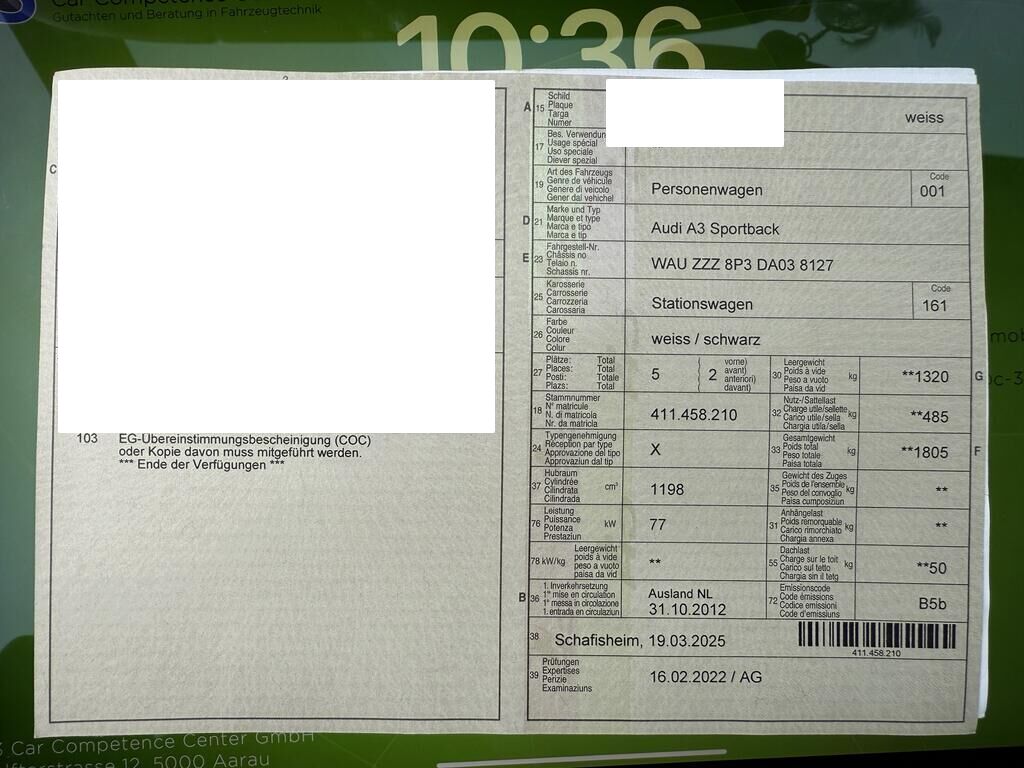 Car Competence
Gutachten und Beratung in Fahrzeugtechnik
10:36
C
103 EG-Übereinstimmungsbescheinigung (COC)
oder Kopie davon muss mitgeführt werden.
*** Ende der Verfügungen ***
A 15 Schild
Plaque
Targa
Numer
weiss
17 Bes. Verwendun
Usage spécial
Uso speciale
Diever spezial
19 Art des Fahrzeugs
Genre de véhicule
Genere di veicolo
Gener dal vehichel
Personenwagen
Code
001
D 21 Marke und Typ
Marque et type
Marca e tipo
Marca e tip
Audi A3 Sportback
E 23 Fahrgestell-Nr.
Châssis no
Telaio n.
Schassis nr.
WAU ZZZ 8P3 DA03 8127
25 Karosserie
Carrosserie
Carrozzeria
Carossaria
Stationswagen
Code
161
26 Farbe
Couleur
Colore
Colur
weiss / schwarz
27 Plätze: Total
Places: Total
Posti: Totale
Plazs: Total
5 ( 2 vorne)
avant)
anteriori)
davant)
30 Leergewicht
Poids à vide
Peso a vuoto
Paisa da vid
kg
**1320
G
18 Stammnummer
N° matricule
N. di matricola
Nr. da matricla
411.458.210
32 Nutz-/Sattellast
Charge utile/sellette
Carico utile/sella
Chargia utila/sella
kg
**485
24 Typengenehmigung
Réception par type
Approvazione del tipo
Approvaziun dal tip
X
33 Gesamtgewicht
Poids total
Peso totale
Paisa totala
kg
**1805
F
37 Hubraum
Cylindrée
Cilindrata
Cilindrada
cm³
1198
35 Gewicht des Zuges
Poids de l'ensemble
Peso del convoglio
Paisa cumposiziun
kg
**
76 Leistung
Puissance
Potenza
Prestaziun
kW
77
31 Anhängelast
Poids remorquable
Carico rimorchiato
Chargia annexa
kg
**
78 kW/kg Leergewicht
poids à vide
peso a vuoto
paisa da vid
**
55 Dachlast
Charge sur le toit
Carico sul tetto
Chargia sin il tetg
kg
**50
B 36 1. Inverkehrsetzung
1re mise en circulation
1a messa in circolazione
1. entrada en circulaziun
Ausland NL
31.10.2012
72 Emissionscode
Code émissions
Codice emissioni
Code d'emissiuns
B5b
38 Schafisheim, 19.03.2025
411.458.210
39 Prüfungen
Expertises
Perizie
Examinaziuns
16.02.2022 / AG
Car Competence Center GmbH
12, 5000 Aarau